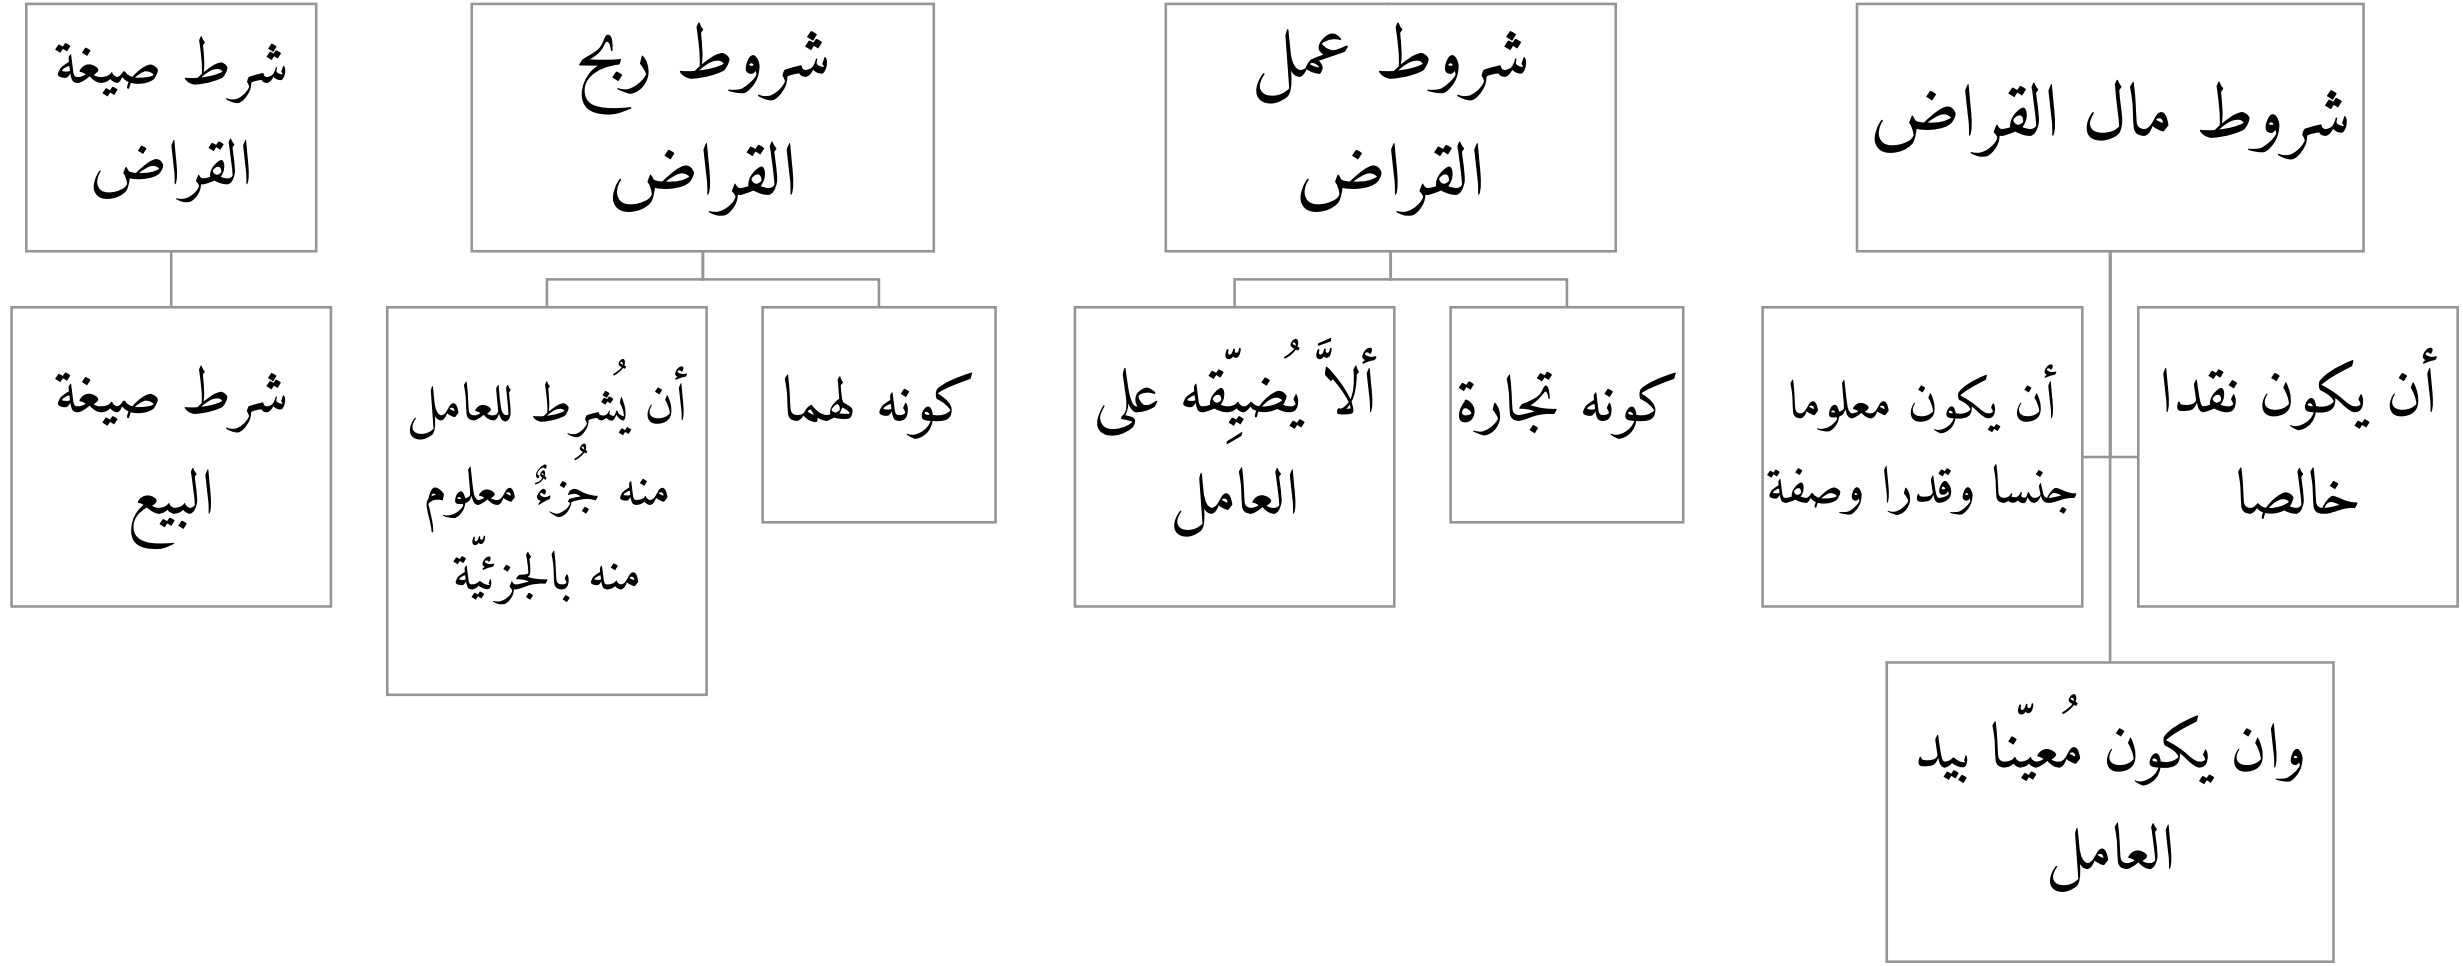 شروط مال القراض
أن يكون نقدا
خالصا
أن يكون معلوما
جنسا وقدرا وصفة
وان يكون مُعيّنا بيد
العامل
شروط عمل
القراض
كونه تجارة
ألاَّ يُضيِّقه على
العامل
شروط ربح
القراض
كونه لهما
أن يُشرط للعامل
منه جُزءٌ معلوم
منه بالجزئيّة
شرط صيغة
القراض
شرط صيغة
البيع